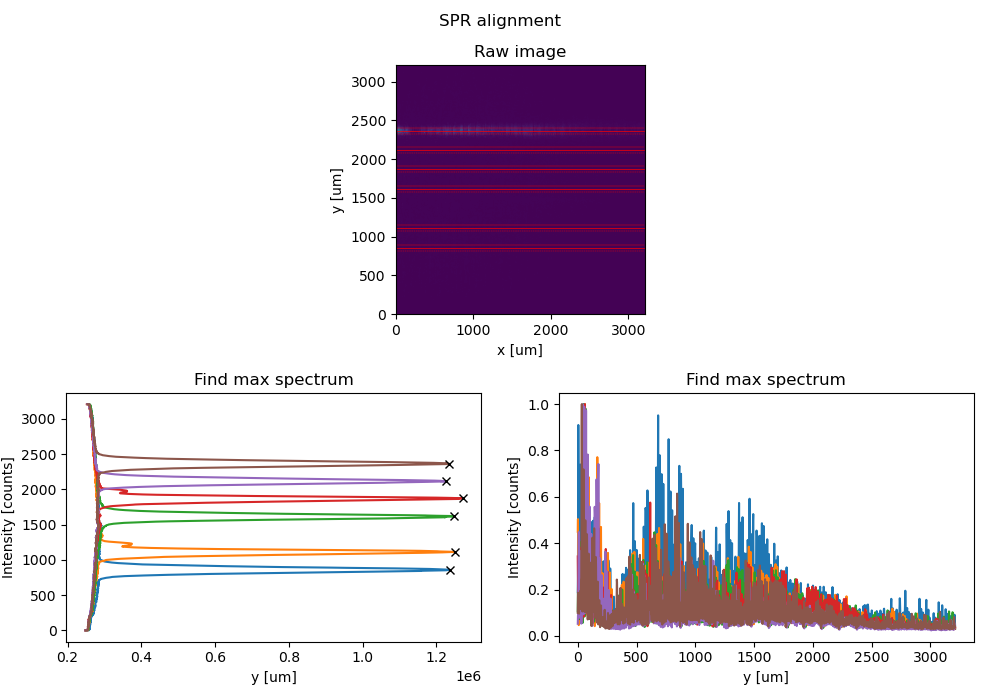 SPR alignment
Raw image
3000
2500
2000
1500
1000
500
0
y [um]
0 1000 2000 3000
x [um]
Find max spectrum
3000
2500
2000
1500
1000
500
0
Intensity [counts]
0.2 0.4 0.6 0.8 1.0 1.2
1e6
y [um]
Find max spectrum
1.0
0.8
0.6
0.4
0.2
0.0
Intensity [counts]
0 500 1000 1500 2000 2500 3000
y [um]